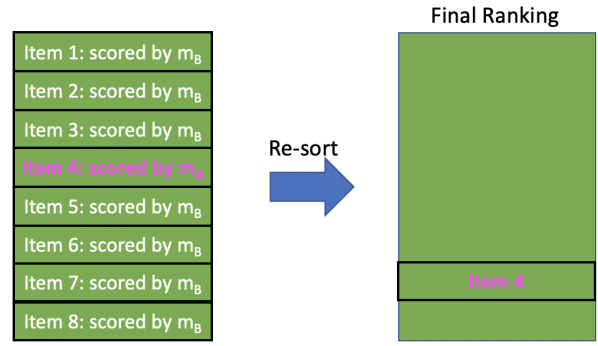 Final Ranking
Item 1: scored by mB
Item 2: scored by mB
Item 3: scored by mB
Item 4: scored by mB
Item 5: scored by mB
Item 6: scored by mB
Item 7: scored by mB
Item 8: scored by mB
Re-sort
Item 4